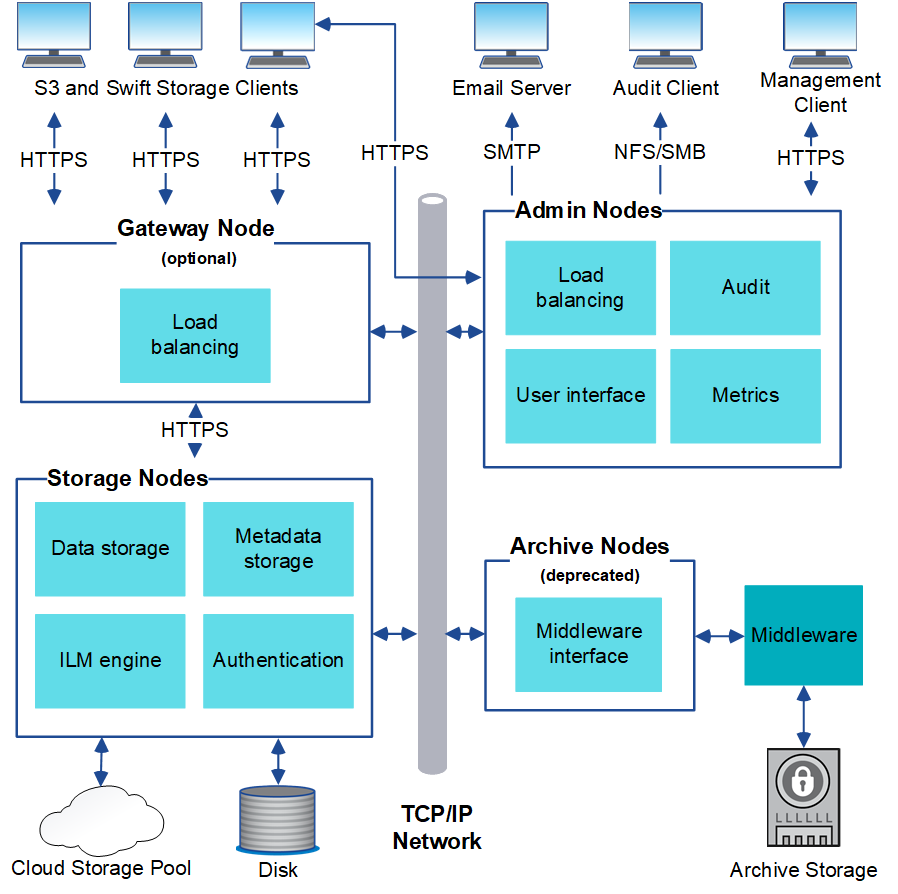 S3 and Swift Storage Clients
Email Server
Audit Client
Management
Client
HTTPS
HTTPS
HTTPS
HTTPS
SMTP
NFS/SMB
HTTPS
Gateway Node
(optional)
Load
balancing
Admin Nodes
Load
balancing
Audit
User interface
Metrics
HTTPS
Storage Nodes
Data storage
Metadata
storage
ILM engine
Authentication
Archive Nodes
(deprecated)
Middleware
interface
Middleware
TCP/IP
Network
Cloud Storage Pool
Disk
Archive Storage